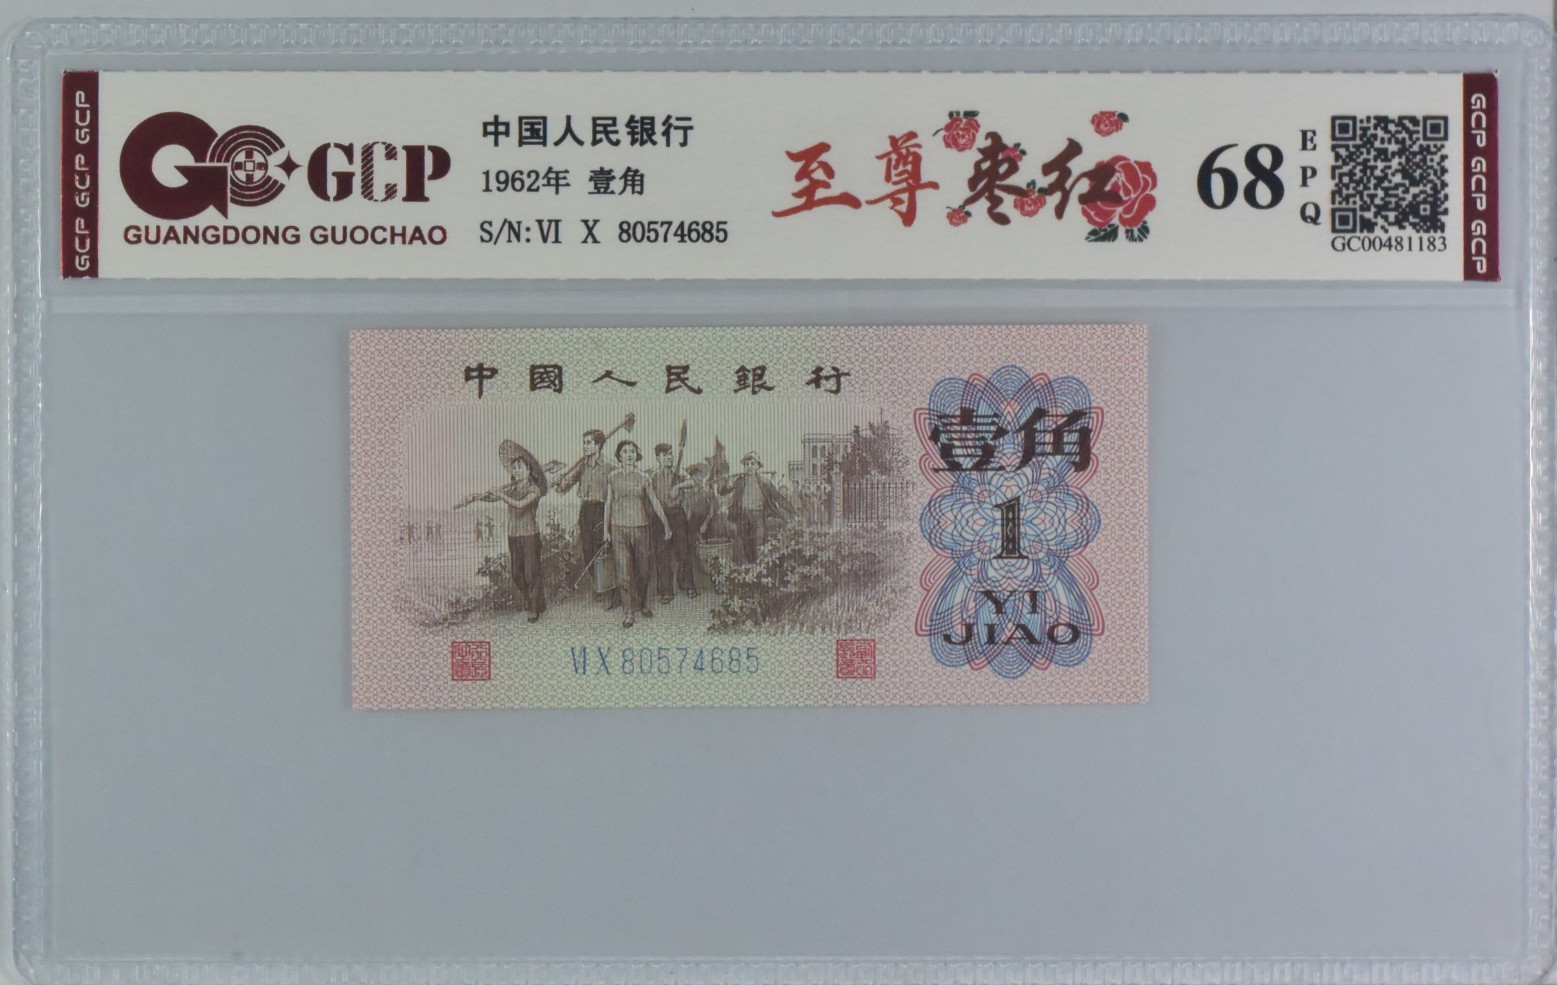 GCP GCP GCP
GCP
GUANGDONG GUOCHAO
中国人民银行
1962年 壹角
S/N: VI X 80574685
至尊枣红
68
EPQ
GC00481183
GCP GCP GCP
中國人民銀行
壹角
1
YI
JIAO
VI X 80574685